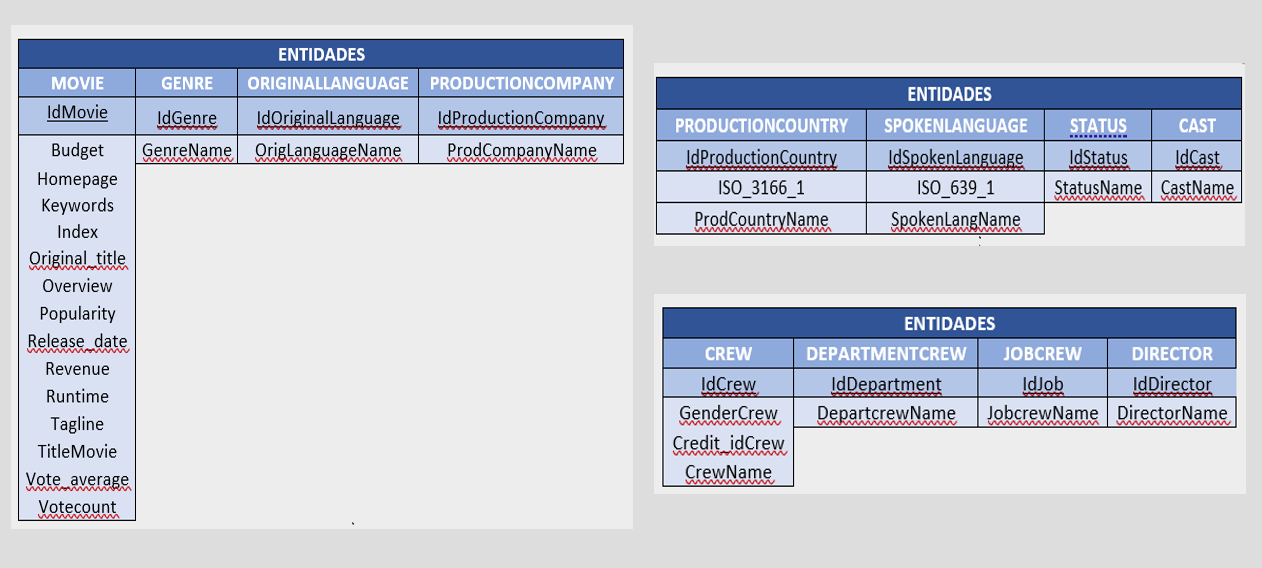 ENTIDADES
MOVIE GENRE ORIGINALLANGUAGE PRODUCTIONCOMPANY
IdMovie IdGenre IdOriginalLanguage IdProductionCompany
Budget GenreName OrigLanguageName ProdCompanyName
Homepage
Keywords
Index
Original_title
Overview
Popularity
Release_date
Revenue
Runtime
Tagline
TitleMovie
Vote_average
Votecount
ENTIDADES
PRODUCTIONCOUNTRY SPOKENLANGUAGE STATUS CAST
IdProductionCountry IdSpokenLanguage IdStatus IdCast
ISO_3166_1 ISO_639_1 StatusName CastName
ProdCountryName SpokenLangName
ENTIDADES
CREW DEPARTMENTCREW JOBCREW DIRECTOR
IdCrew IdDepartment IdJob IdDirector
GenderCrew DepartcrewName JobcrewName DirectorName
Credit_idCrew
CrewName